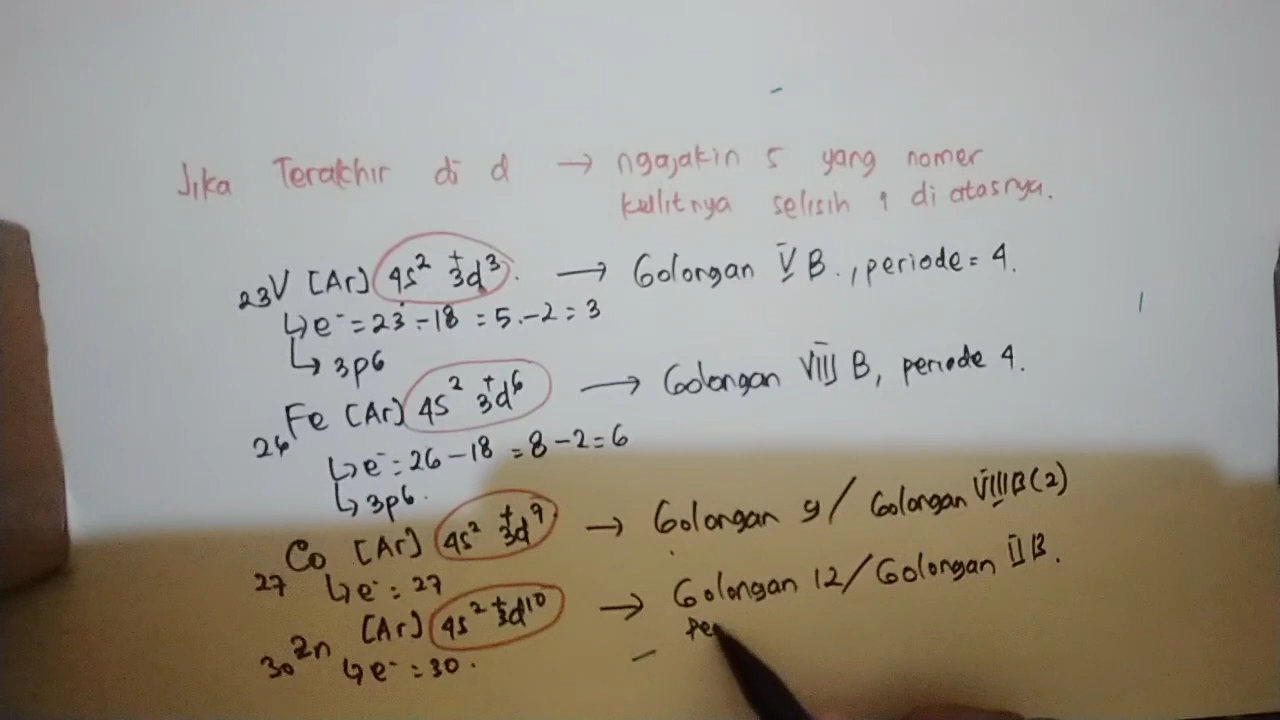 Jika Terakhir di d → ngajakin s yang nomer
kulitnya selisih 1 di atasnya.
₂₃V [Ar] 4s² + 3d³. → Golongan V B., periode = 4.
↳ e⁻ = 23 - 18 = 5 - 2 = 3
↳ 3p6
₂₆Fe [Ar] 4s² + 3d⁶ → Golongan VIII B, periode 4.
↳ e⁻ = 26 - 18 = 8 - 2 = 6
↳ 3p6.
₂₇Co [Ar] 4s² + 3d⁷ → Golongan 9 / Golongan VIII B (2)
↳ e⁻ = 27
₃₀Zn [Ar] 4s² + 3d¹⁰ → Golongan 12 / Golongan II B.
Pe
↳ e⁻ = 30.